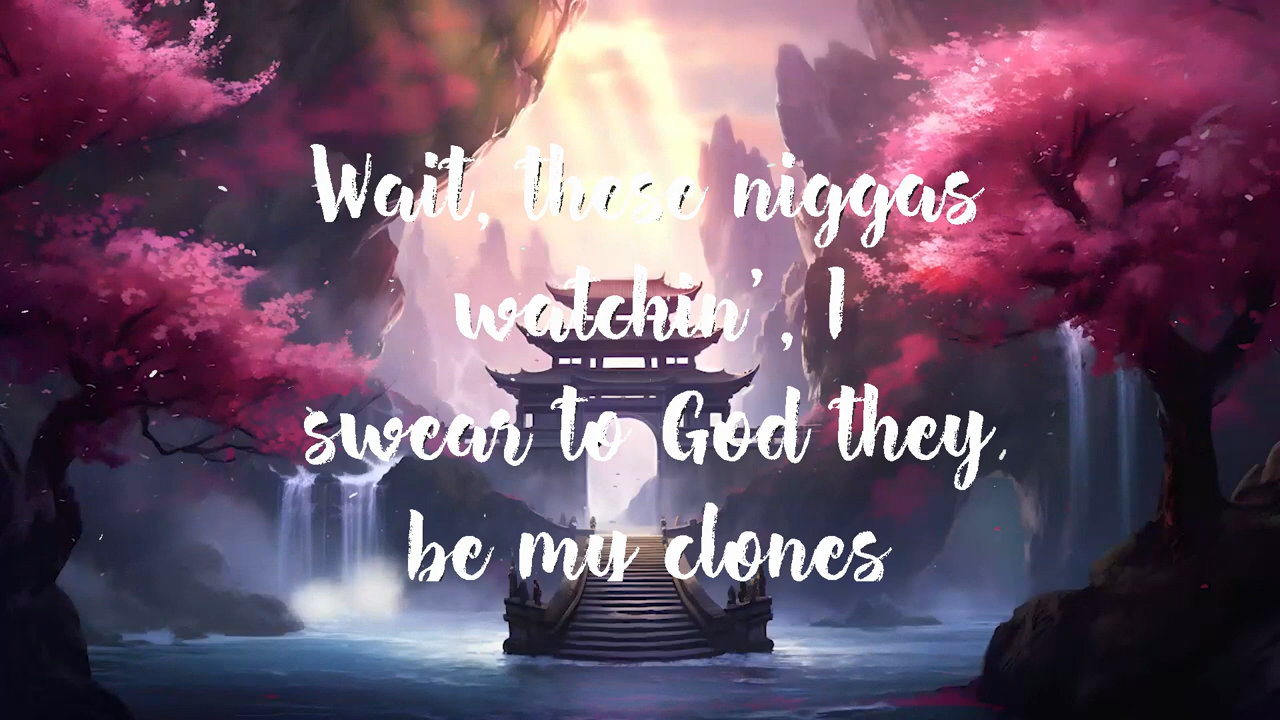 Wait, these niggas
watchin', I
swear to God they,
be my clones